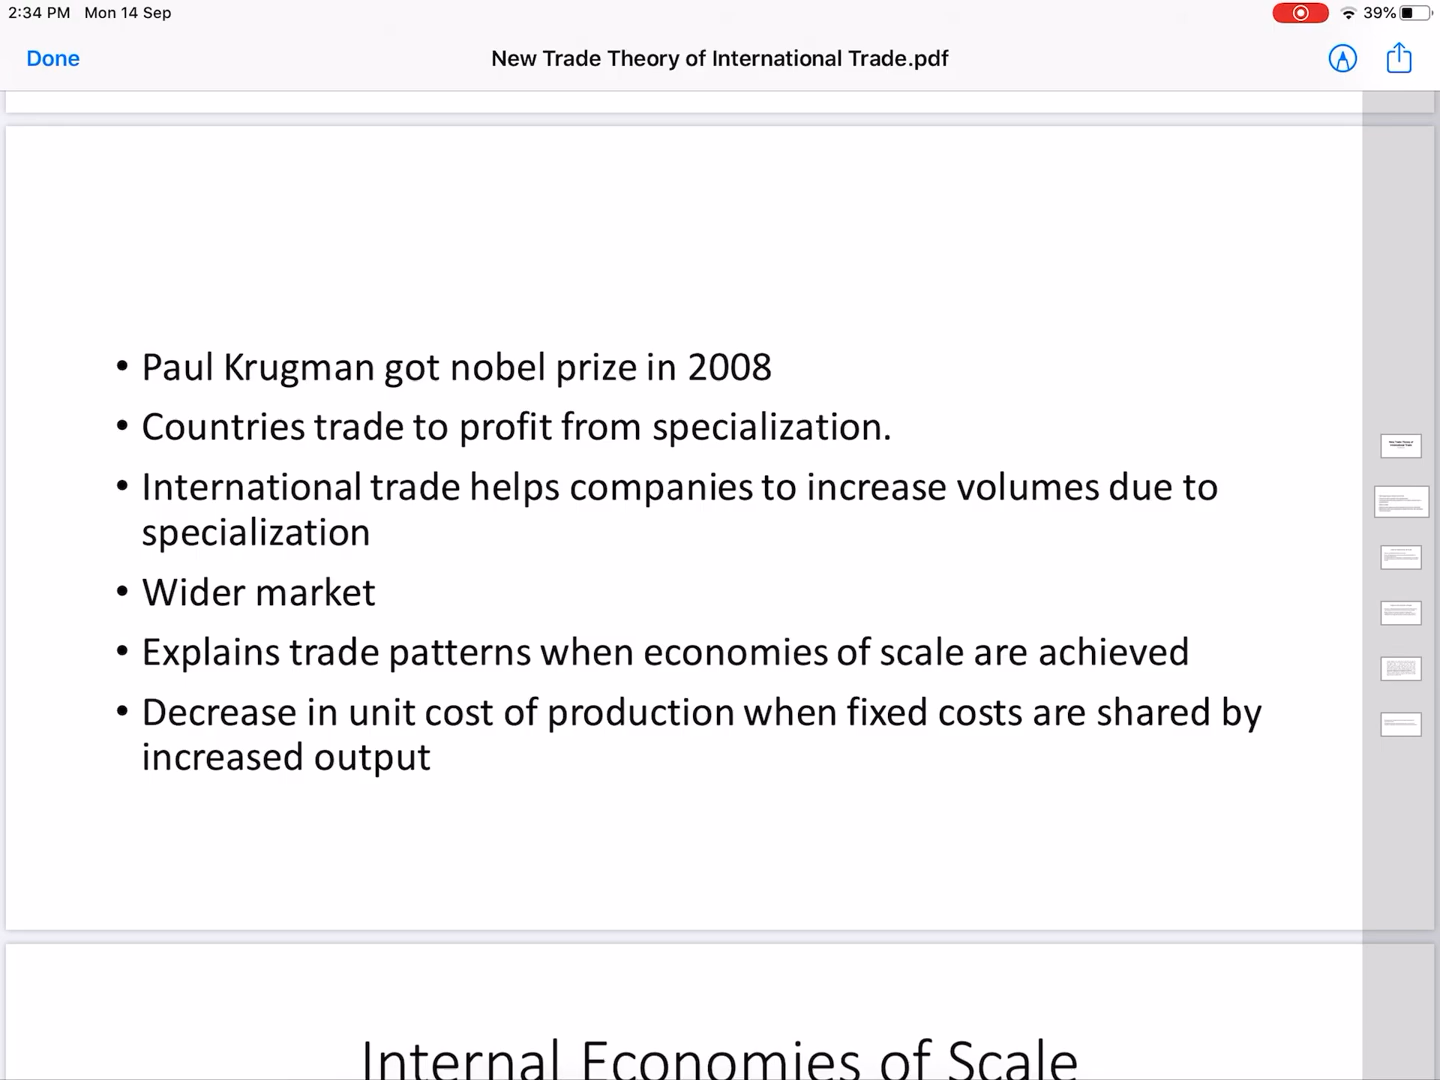 2:34 PM Mon 14 Sep
39%
Done
New Trade Theory of International Trade.pdf
• Paul Krugman got nobel prize in 2008
• Countries trade to profit from specialization.
• International trade helps companies to increase volumes due to
specialization
• Wider market
• Explains trade patterns when economies of scale are achieved
• Decrease in unit cost of production when fixed costs are shared by
increased output
Internal Economies of Scale